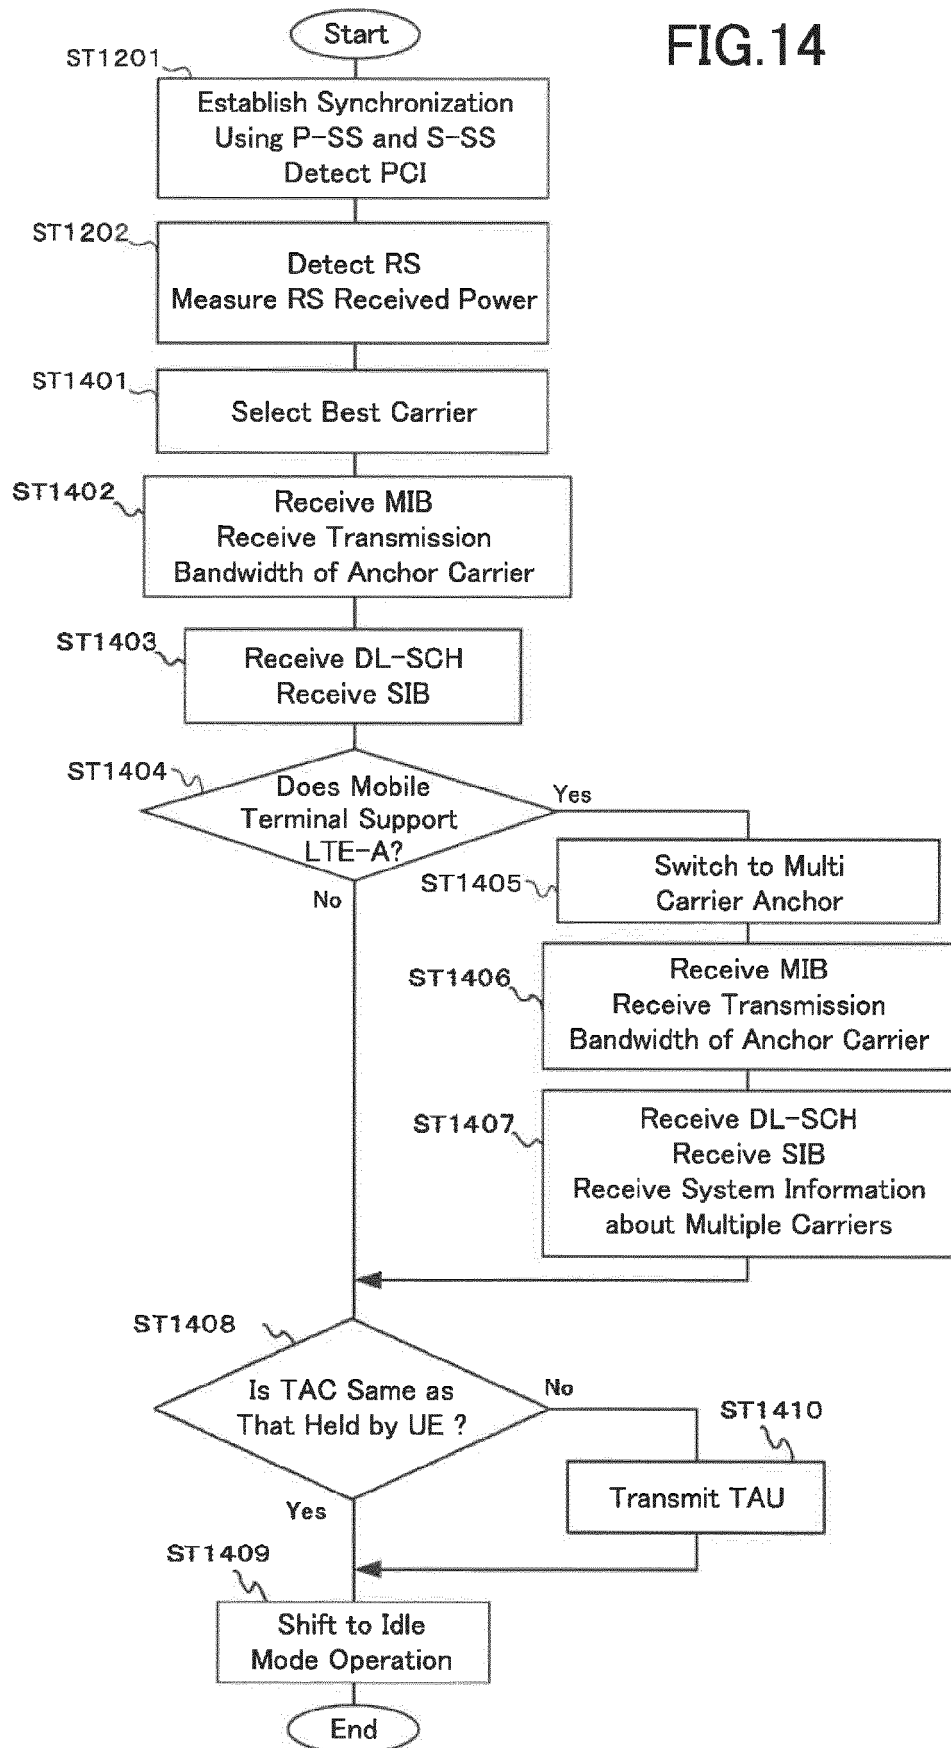 FIG.14
Start
ST1201
Establish Synchronization
Using P-SS and S-SS
Detect PCI
ST1202
Detect RS
Measure RS Received Power
ST1401
Select Best Carrier
ST1402
Receive MIB
Receive Transmission
Bandwidth of Anchor Carrier
ST1403
Receive DL-SCH
Receive SIB
ST1404
Does Mobile
Terminal Support
LTE-A?
Yes
No
ST1405
Switch to Multi
Carrier Anchor
ST1406
Receive MIB
Receive Transmission
Bandwidth of Anchor Carrier
ST1407
Receive DL-SCH
Receive SIB
Receive System Information
about Multiple Carriers
ST1408
Is TAC Same as
That Held by UE ?
No
Yes
ST1410
Transmit TAU
ST1409
Shift to Idle
Mode Operation
End